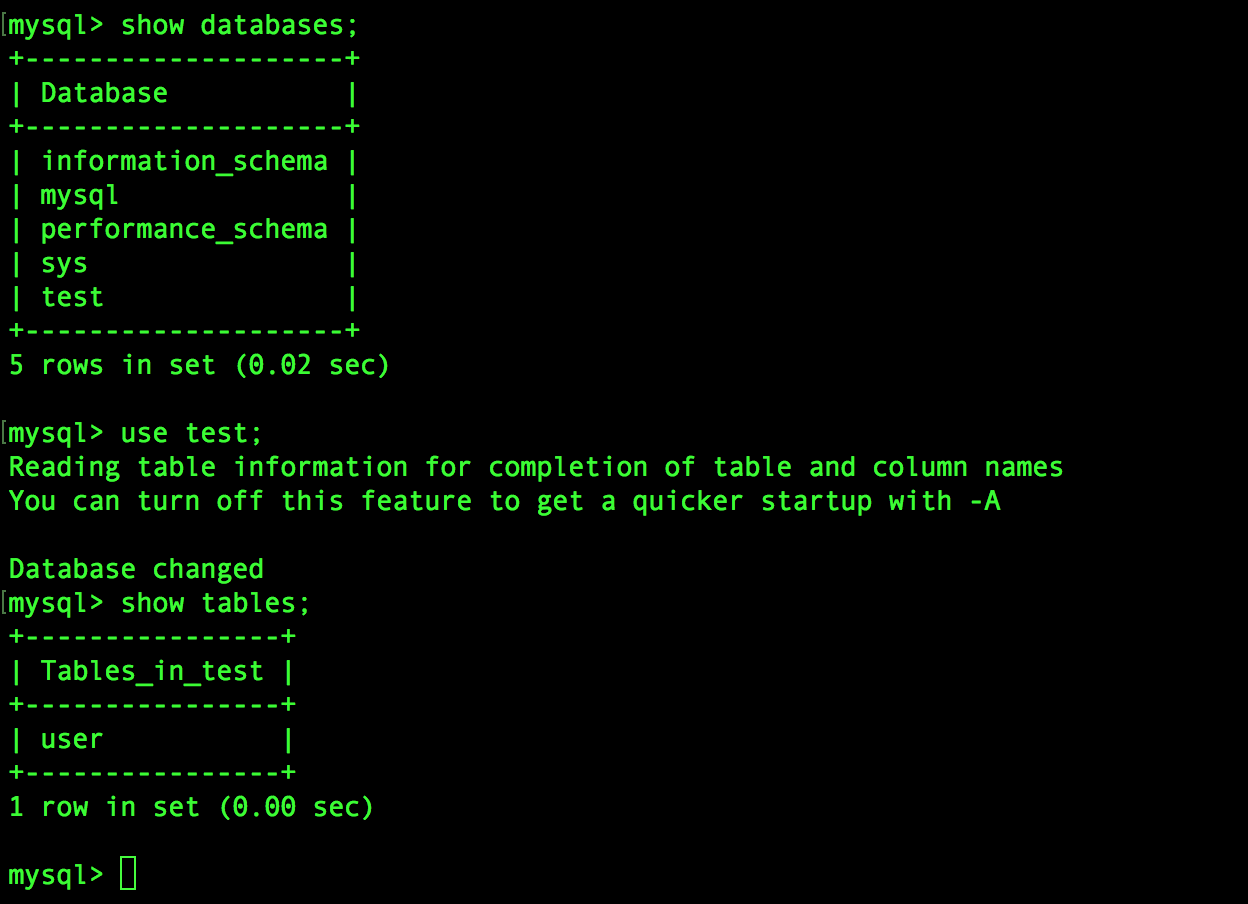 mysql> show databases;
+--------------------+
| Database           |
+--------------------+
| information_schema |
| mysql              |
| performance_schema |
| sys                |
| test               |
+--------------------+
5 rows in set (0.02 sec)

mysql> use test;
Reading table information for completion of table and column names
You can turn off this feature to get a quicker startup with -A

Database changed
mysql> show tables;
+----------------+
| Tables_in_test |
+----------------+
| user           |
+----------------+
1 row in set (0.00 sec)

mysql>